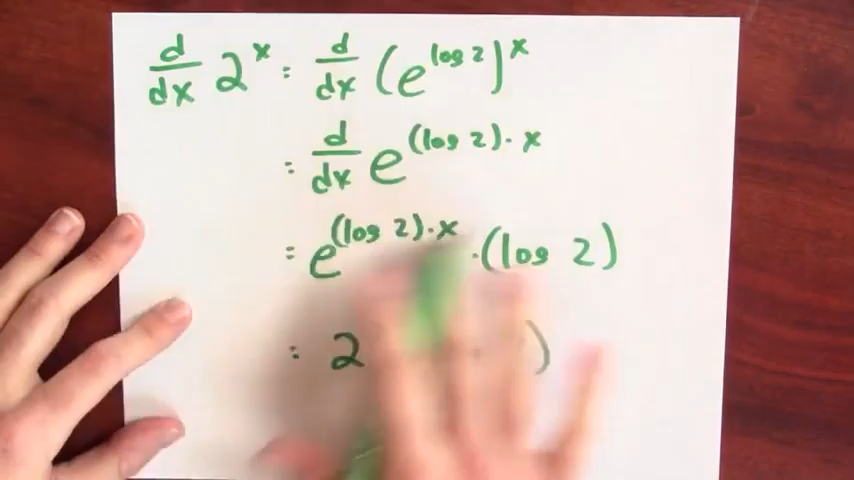 d/dx 2^x = d/dx (e^{log 2})^x
= d/dx e^{(log 2)·x}
= e^{(log 2)·x} · (log 2)
= 2 )